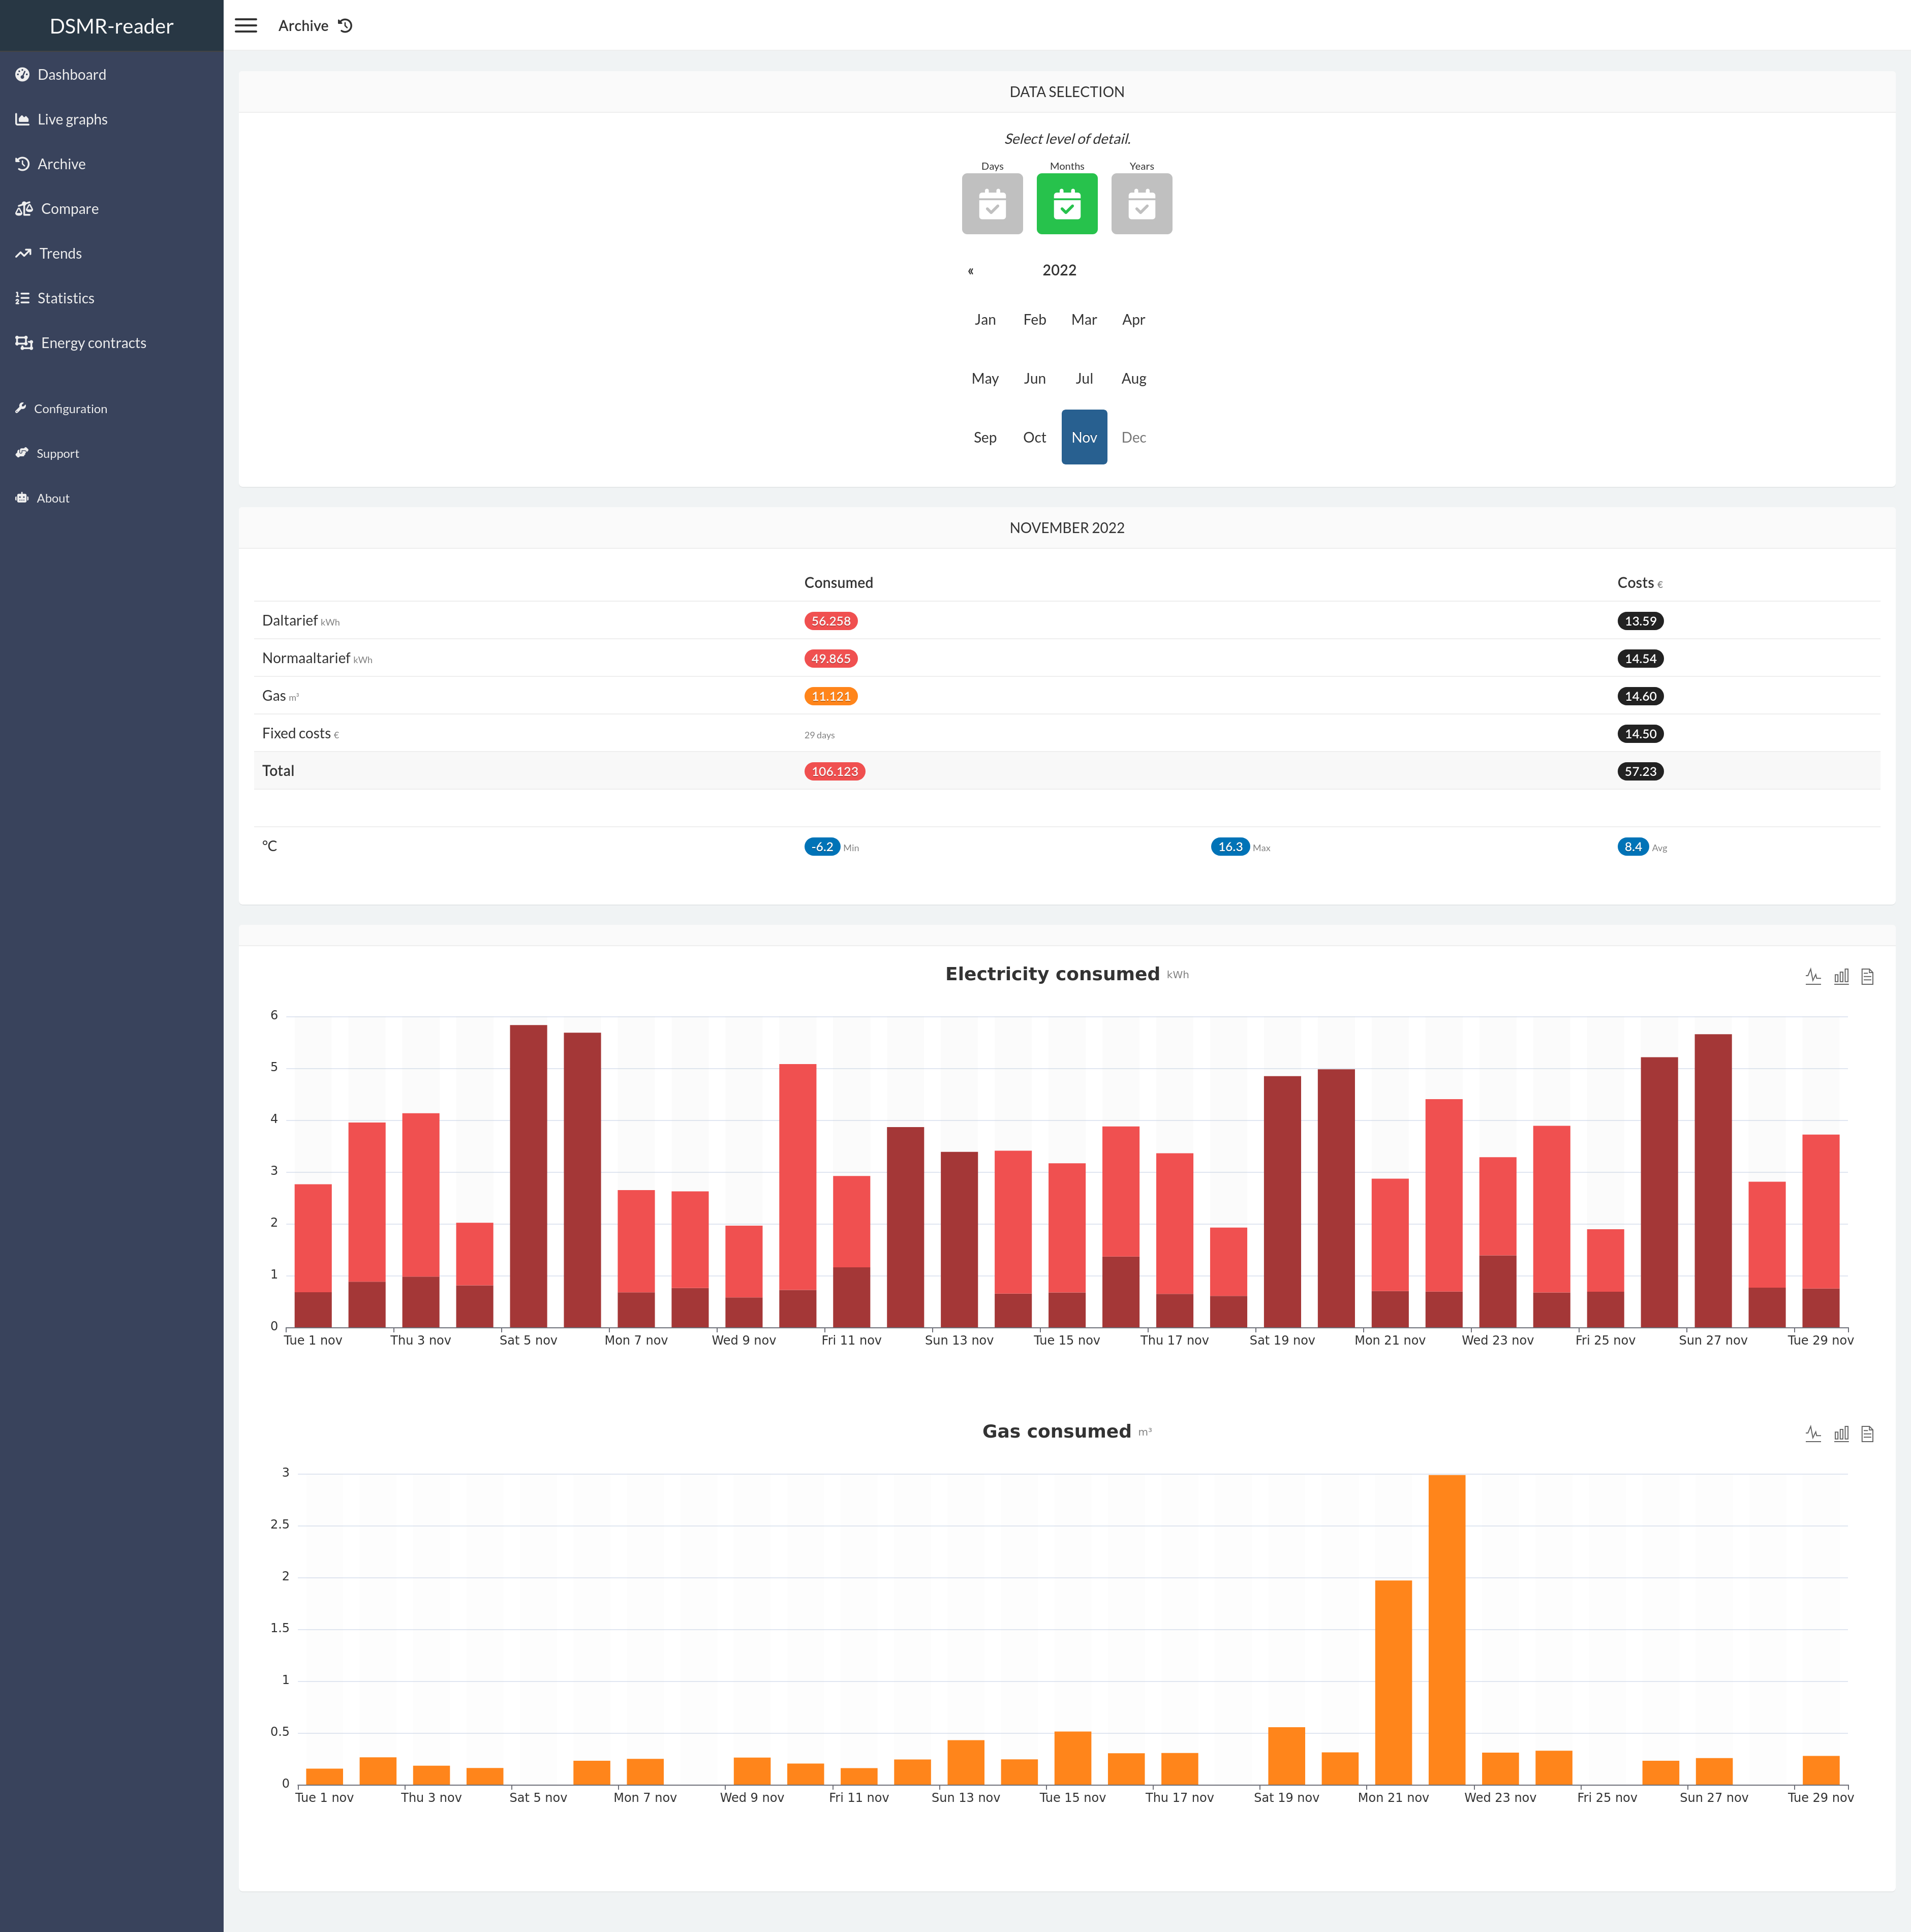 DSMR-reader
Archive
Dashboard
Live graphs
Archive
Compare
Trends
Statistics
Energy contracts
Configuration
Support
About
DATA SELECTION
Select level of detail.
Days Months Years
« 2022
Jan Feb Mar Apr
May Jun Jul Aug
Sep Oct Nov Dec
NOVEMBER 2022
Consumed Costs €
Daltarief kWh 56.258 13.59
Normaaltarief kWh 49.865 14.54
Gas m³ 11.121 14.60
Fixed costs € 29 days 14.50
Total 106.123 57.23
°C -6.2 Min 16.3 Max 8.4 Avg
Electricity consumed kWh
6
5
4
3
2
1
0
Tue 1 nov Thu 3 nov Sat 5 nov Mon 7 nov Wed 9 nov Fri 11 nov Sun 13 nov Tue 15 nov Thu 17 nov Sat 19 nov Mon 21 nov Wed 23 nov Fri 25 nov Sun 27 nov Tue 29 nov
Gas consumed m³
3
2.5
2
1.5
1
0.5
0
Tue 1 nov Thu 3 nov Sat 5 nov Mon 7 nov Wed 9 nov Fri 11 nov Sun 13 nov Tue 15 nov Thu 17 nov Sat 19 nov Mon 21 nov Wed 23 nov Fri 25 nov Sun 27 nov Tue 29 nov